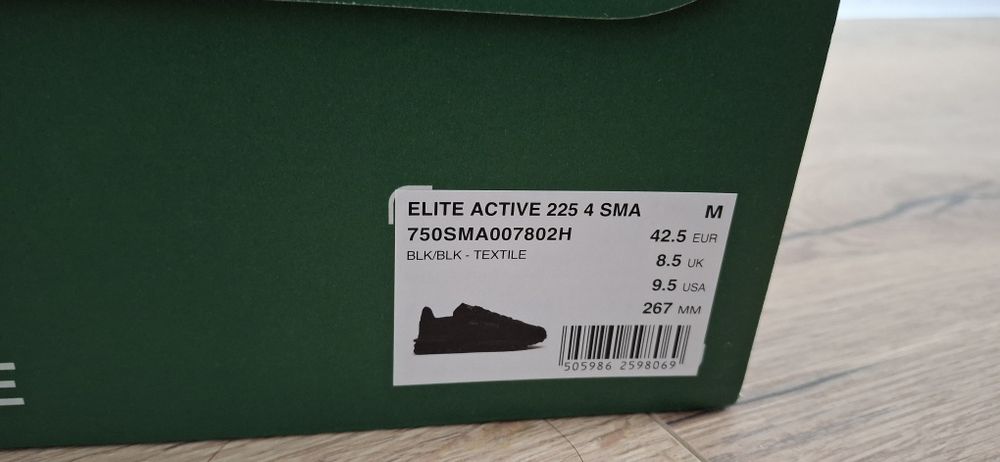 ELITE ACTIVE 225 4 SMA M
750SMA007802H
42.5 EUR
BLK/BLK - TEXTILE
8.5 UK
9.5 USA
267 MM
505986 2598069